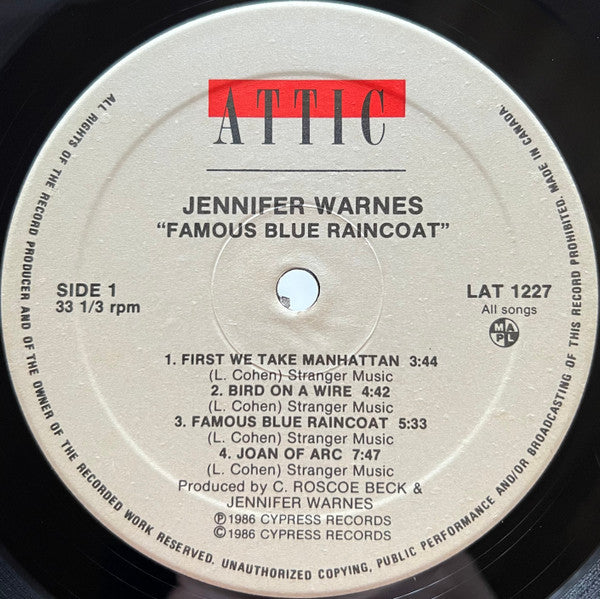 ATTIC
JENNIFER WARNES
“FAMOUS BLUE RAINCOAT”
SIDE 1
33 1/3 rpm
LAT 1227
All songs
MAPL
1. FIRST WE TAKE MANHATTAN 3:44
(L. Cohen) Stranger Music
2. BIRD ON A WIRE 4:42
(L. Cohen) Stranger Music
3. FAMOUS BLUE RAINCOAT 5:33
(L. Cohen) Stranger Music
4. JOAN OF ARC 7:47
(L. Cohen) Stranger Music
Produced by C. ROSCOE BECK &
JENNIFER WARNES
℗1986 CYPRESS RECORDS
©1986 CYPRESS RECORDS
ALL RIGHTS OF THE RECORD PRODUCER AND OF THE OWNER OF THE RECORDED WORK RESERVED. UNAUTHORIZED COPYING, PUBLIC PERFORMANCE AND/OR BROADCASTING OF THIS RECORD PROHIBITED. MADE IN CANADA.